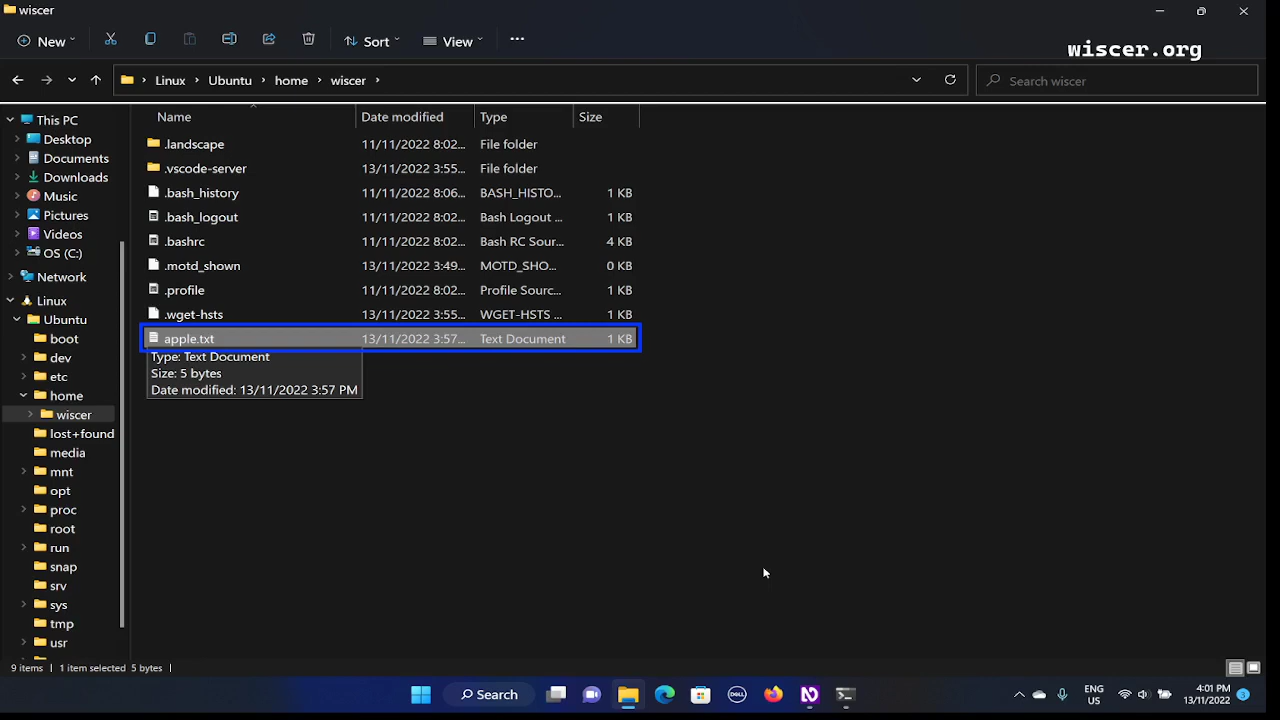 wiscer
New
Sort
View
wiscer.org
Linux
Ubuntu
home
wiscer
Search wiscer
This PC
Desktop
Documents
Downloads
Music
Pictures
Videos
OS (C:)
Network
Linux
Ubuntu
boot
dev
etc
home
wiscer
lost+found
media
mnt
opt
proc
root
run
snap
srv
sys
tmp
usr
Name Date modified Type Size
.landscape 11/11/2022 8:02... File folder
.vscode-server 13/11/2022 3:55... File folder
.bash_history 11/11/2022 8:06... BASH_HISTO... 1 KB
.bash_logout 11/11/2022 8:02... Bash Logout ... 1 KB
.bashrc 11/11/2022 8:02... Bash RC Sour... 4 KB
.motd_shown 13/11/2022 3:49... MOTD_SHO... 0 KB
.profile 11/11/2022 8:02... Profile Sourc... 1 KB
.wget-hsts 13/11/2022 3:55... WGET-HSTS ... 1 KB
apple.txt 13/11/2022 3:57... Text Document 1 KB
Type: Text Document
Size: 5 bytes
Date modified: 13/11/2022 3:57 PM
9 items 1 item selected 5 bytes
Search
DELL
ENG
US
4:01 PM
13/11/2022
3